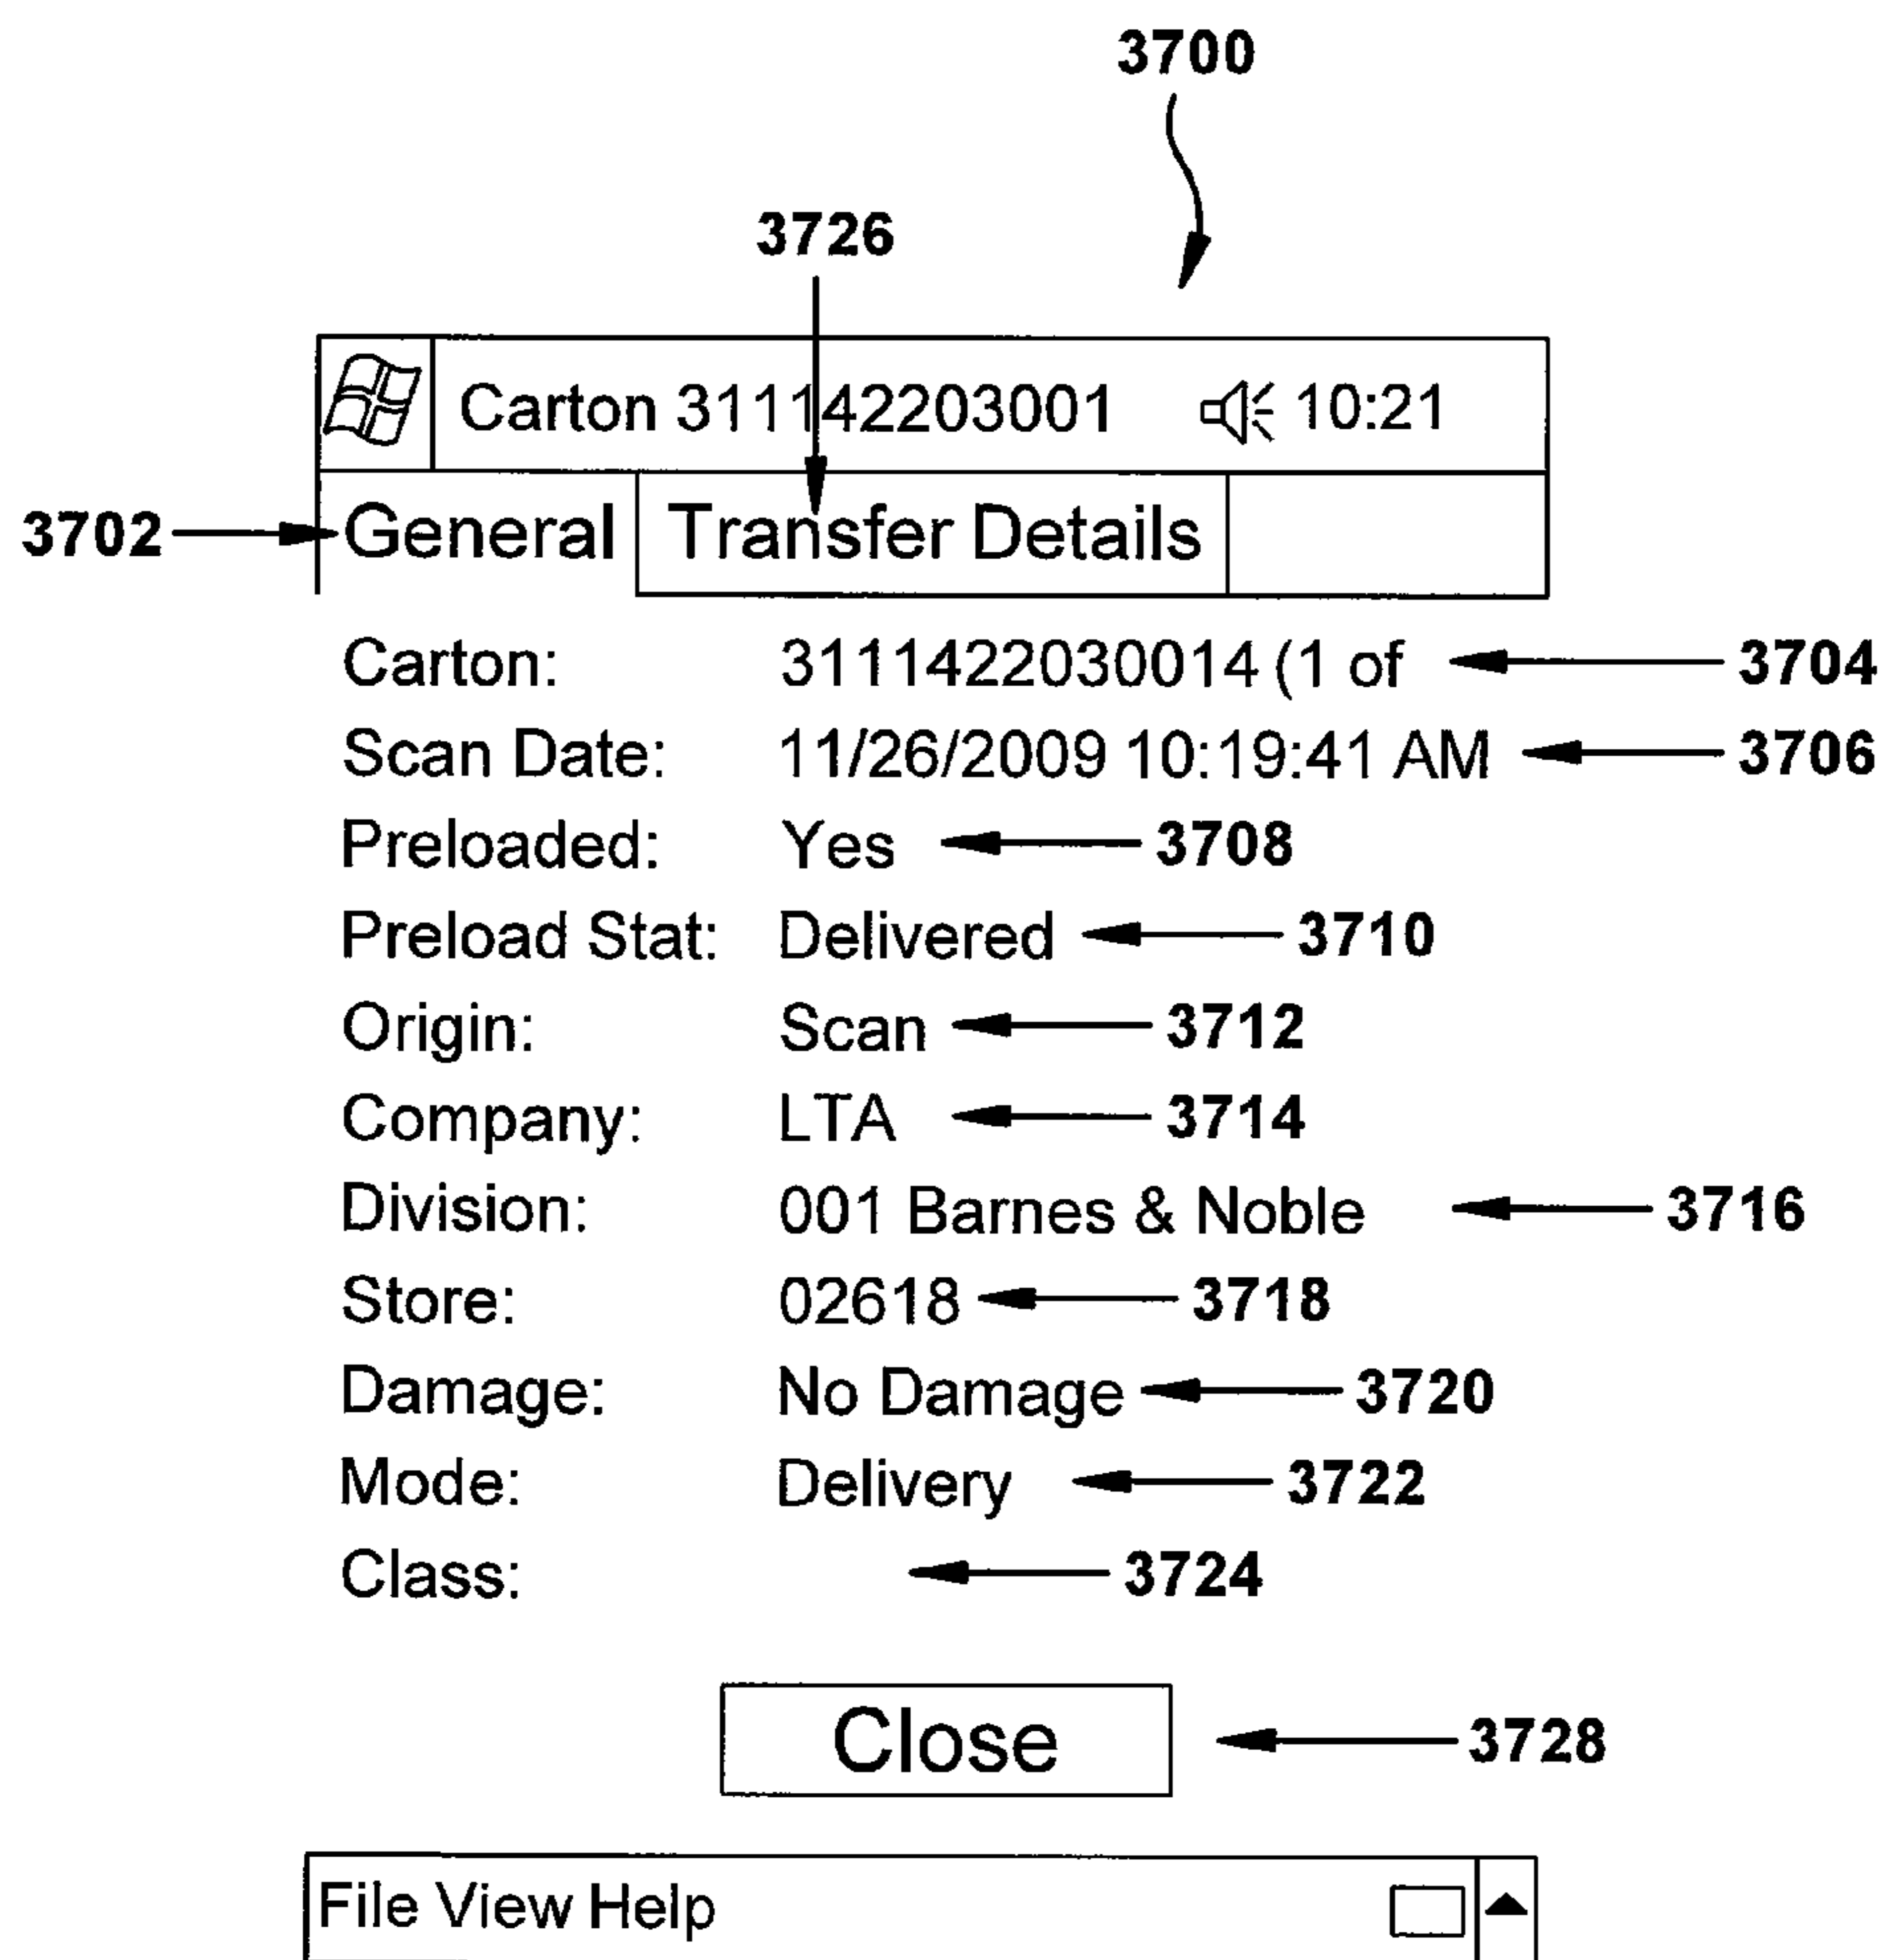 3700
3726
Carton 311142203001 10:21
3702 General Transfer Details
Carton: 3111422030014 (1 of 3704
Scan Date: 11/26/2009 10:19:41 AM 3706
Preloaded: Yes 3708
Preload Stat: Delivered 3710
Origin: Scan 3712
Company: LTA 3714
Division: 001 Barnes & Noble 3716
Store: 02618 3718
Damage: No Damage 3720
Mode: Delivery 3722
Class: 3724
Close 3728
File View Help